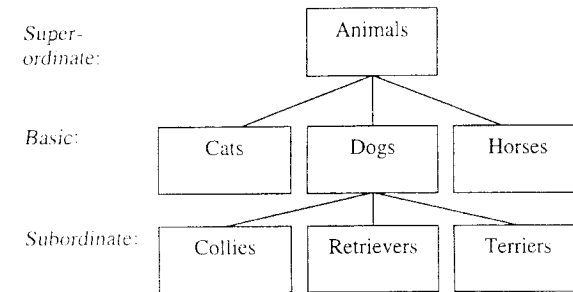 Super-
ordinate:
Animals
Basic:
Cats Dogs Horses
Subordinate:
Collies Retrievers Terriers